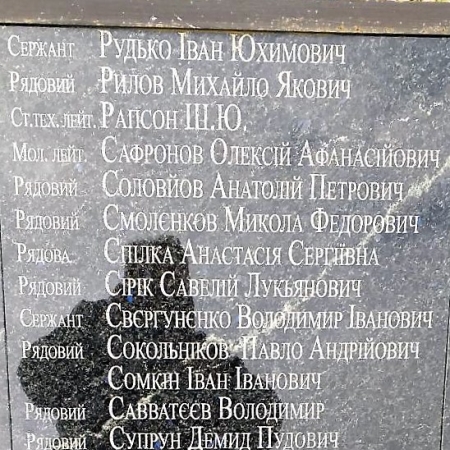 Сержант Рудько Іван Юхимович
Рядовий Рилов Михайло Якович
Ст.тех.лейт. Рапсон Ш.Ю.
Мол. лейт. Сафронов Олексій Афанасійович
Рядовий Соловйов Анатолій Петрович
Рядовий Смолєнков Микола Федорович
Рядова Спілка Анастасія Сергіївна
Рядовий Сірік Савелій Лукьянович
Сержант Свєргунєнко Володимир Іванович
Рядовий Сокольніков Павло Андрійович
Сомкін Іван Іванович
Рядовий Савватєєв Володимир
Рядовий Супрун Демид Пудович